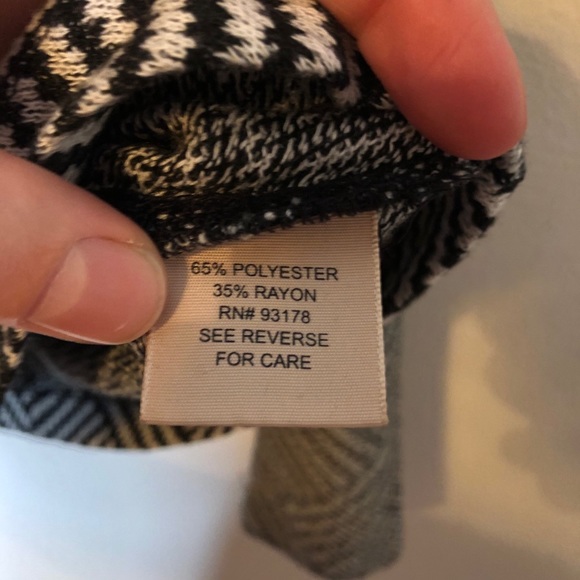 65% POLYESTER
35% RAYON
RN# 93178
SEE REVERSE
FOR CARE